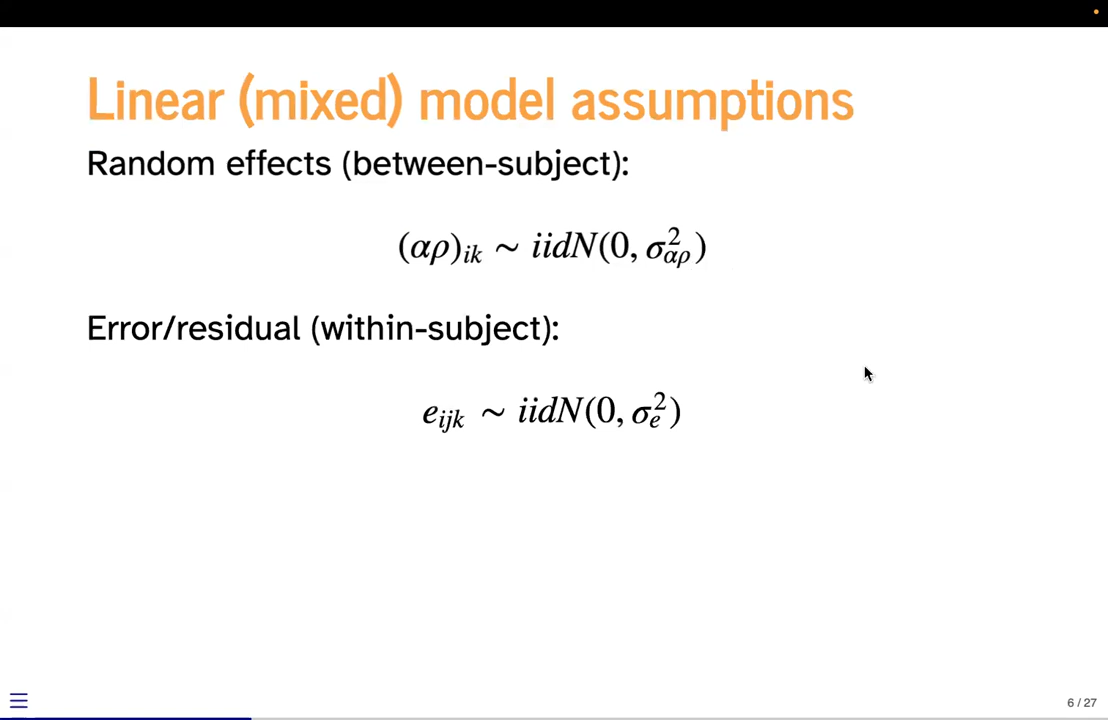 Linear (mixed) model assumptions
Random effects (between-subject):
(αρ)ᵢₖ ∼ iidN(0, σ²_αρ)
Error/residual (within-subject):
eᵢⱼₖ ∼ iidN(0, σ²ₑ)
6 / 27